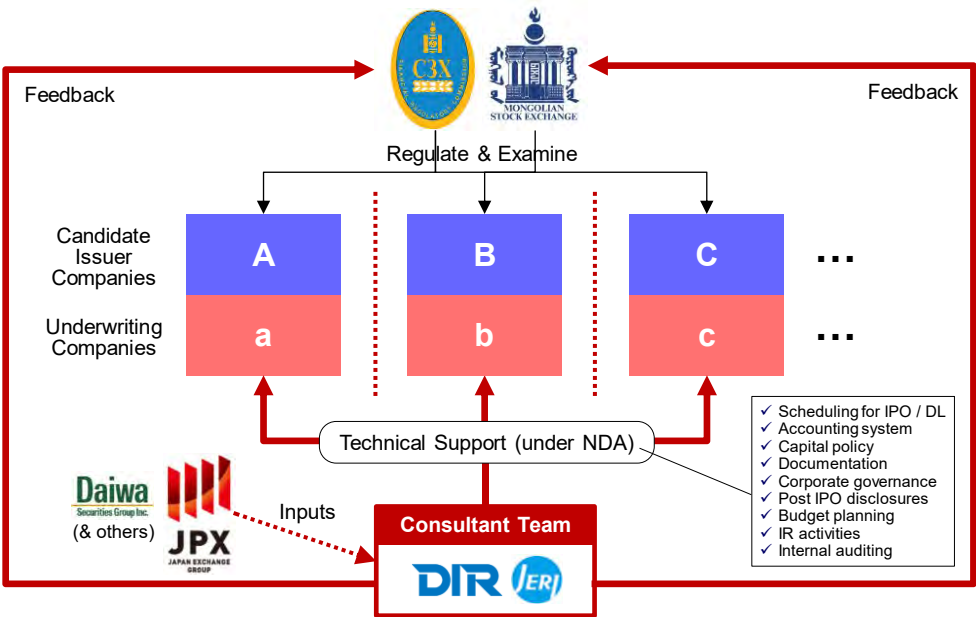 СЗХ
MONGOLIAN
STOCK EXCHANGE
Feedback
Feedback
Regulate & Examine
Candidate
Issuer
Companies
A
B
C
...
Underwriting
Companies
a
b
c
...
Technical Support (under NDA)
✓ Scheduling for IPO / DL
✓ Accounting system
✓ Capital policy
✓ Documentation
✓ Corporate governance
✓ Post IPO disclosures
✓ Budget planning
✓ IR activities
✓ Internal auditing
Daiwa
Securities Group Inc.
(& others)
JPX
JAPAN EXCHANGE
GROUP
Inputs
Consultant Team
DIR
JERI